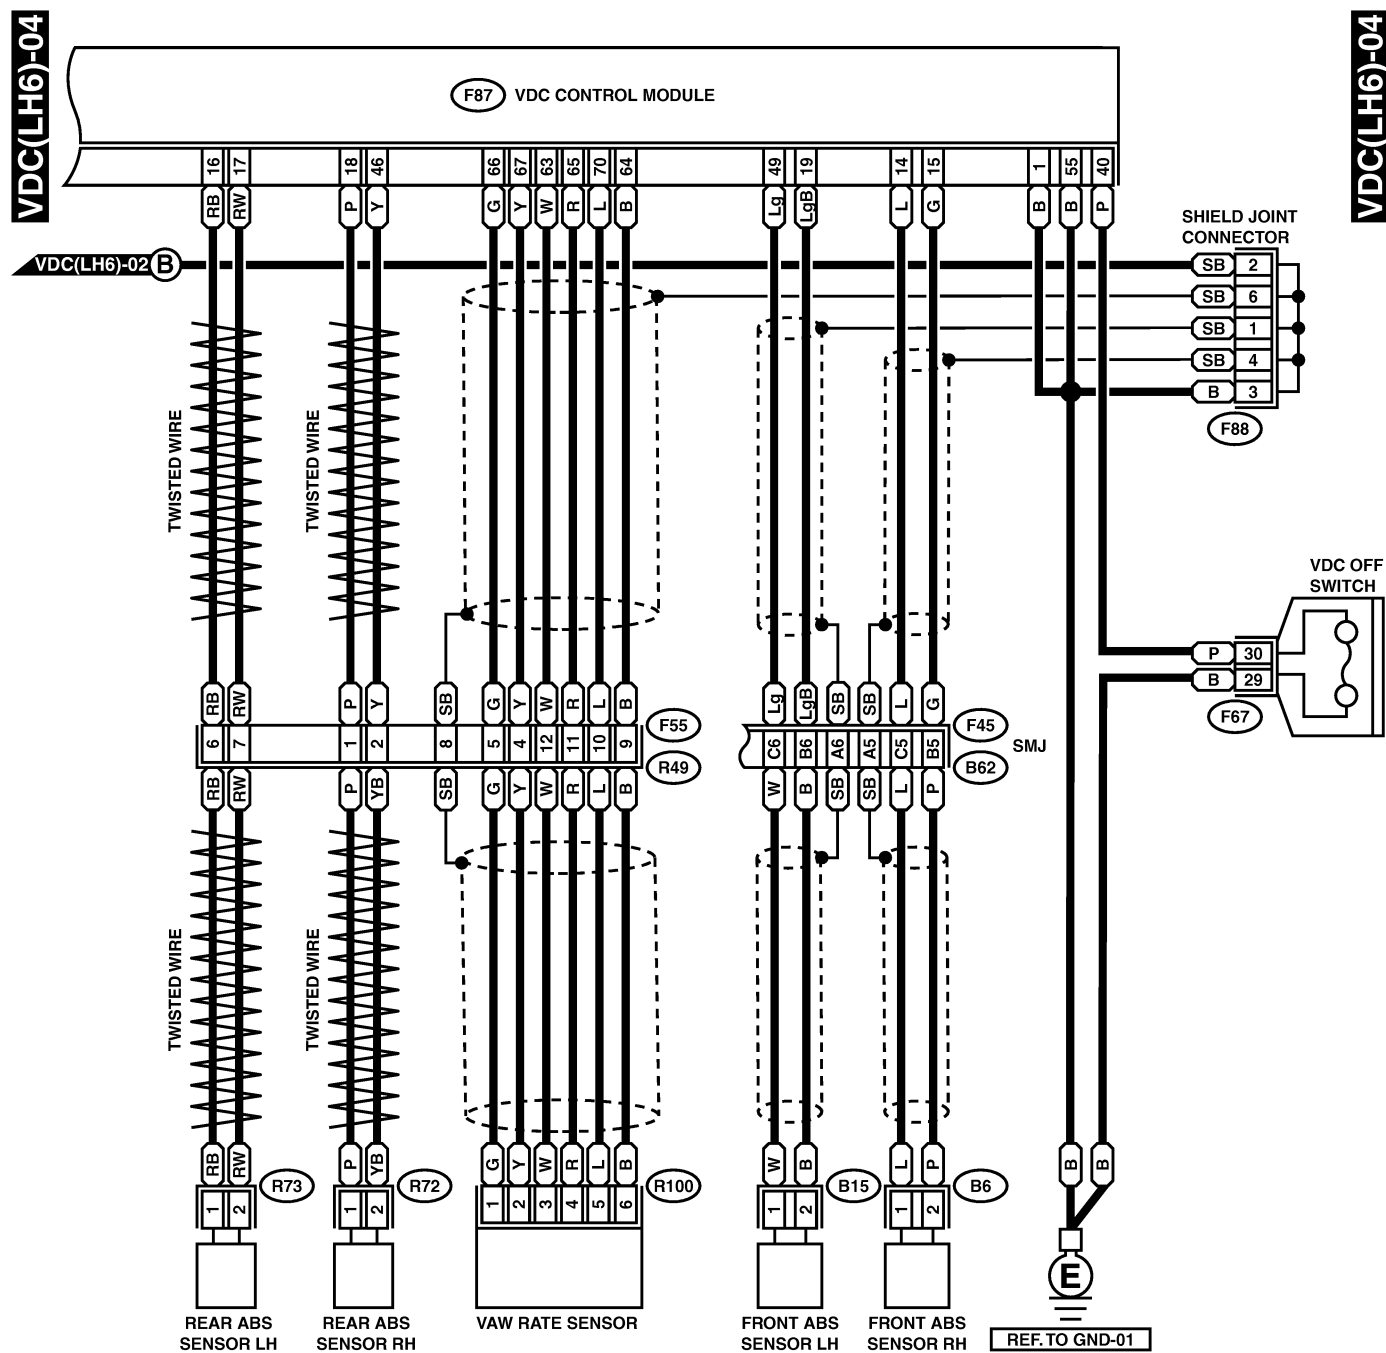 VDC(LH6)-04
VDC(LH6)-04
F87 VDC CONTROL MODULE
16 17 18 46 66 67 63 65 70 64 49 19 14 15 1 55 40
RB RW P Y G Y W R L B Lg LgB L G B B P
SHIELD JOINT
CONNECTOR
VDC(LH6)-02 B
SB 2
SB 6
SB 1
SB 4
B 3
F88
TWISTED WIRE
TWISTED WIRE
VDC OFF
SWITCH
P 30
B 29
F67
RB RW P Y SB G Y W R L B Lg LgB SB SB L G
F55
F45
6 7 1 2 8 5 4 12 11 10 9 C6 B6 A6 A5 C5 B5
SMJ
R49
B62
RB RW P YB SB G Y W R L B W B SB SB L P
TWISTED WIRE
TWISTED WIRE
RB RW P YB G Y W R L B W B L P B B
R73
R72
R100
B15
B6
1 2 1 2 1 2 3 4 5 6 1 2 1 2
E
REAR ABS
SENSOR LH
REAR ABS
SENSOR RH
VAW RATE SENSOR
FRONT ABS
SENSOR LH
FRONT ABS
SENSOR RH
REF. TO GND-01